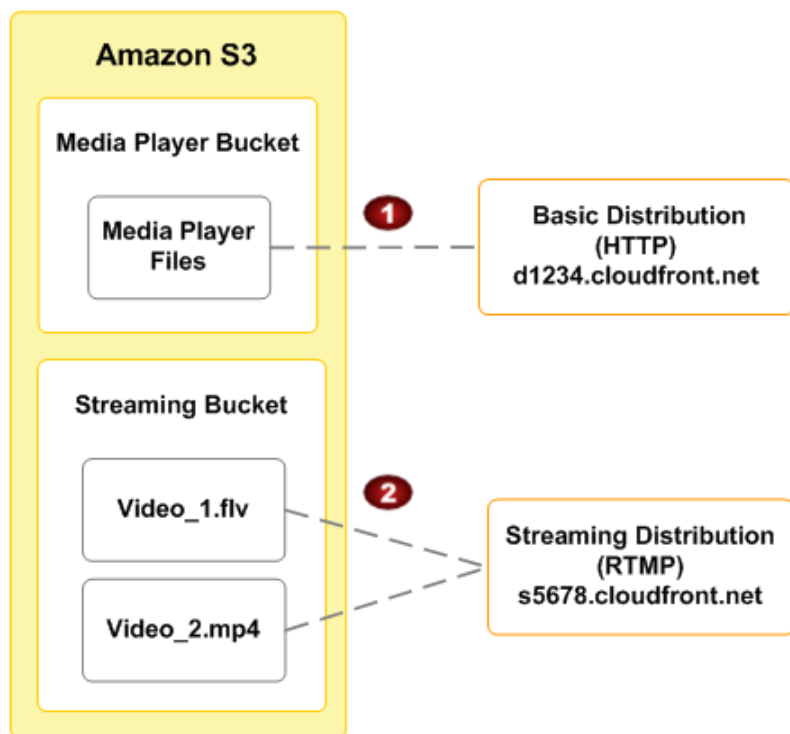 Amazon S3
Media Player Bucket
Media Player
Files
1
Basic Distribution
(HTTP)
d1234.cloudfront.net
Streaming Bucket
Video_1.flv
2
Streaming Distribution
(RTMP)
s5678.cloudfront.net
Video_2.mp4